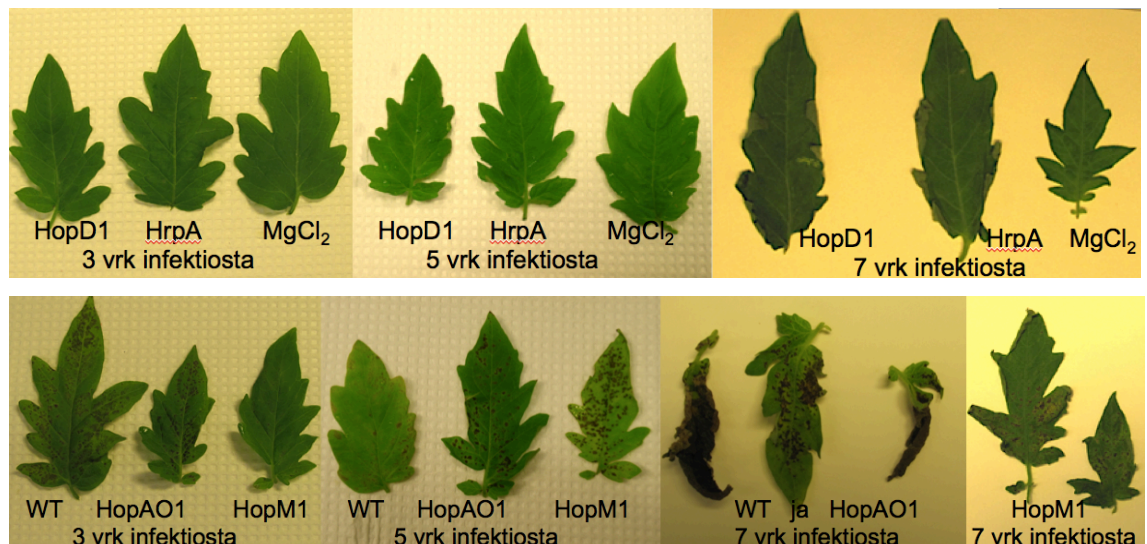 HopD1 HrpA MgCl₂
3 vrk infektiosta
HopD1 HrpA MgCl₂
5 vrk infektiosta
HopD1 HrpA MgCl₂
7 vrk infektiosta
WT HopAO1 HopM1
3 vrk infektiosta
WT HopAO1 HopM1
5 vrk infektiosta
WT ja HopAO1
7 vrk infektiosta
HopM1
7 vrk infektiosta